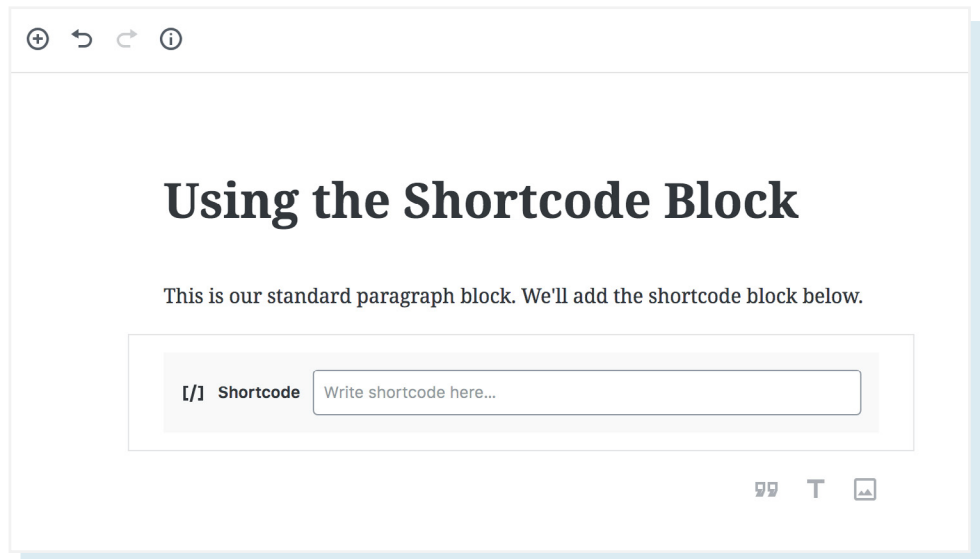 Using the Shortcode Block
This is our standard paragraph block. We'll add the shortcode block below.
[/] Shortcode Write shortcode here...